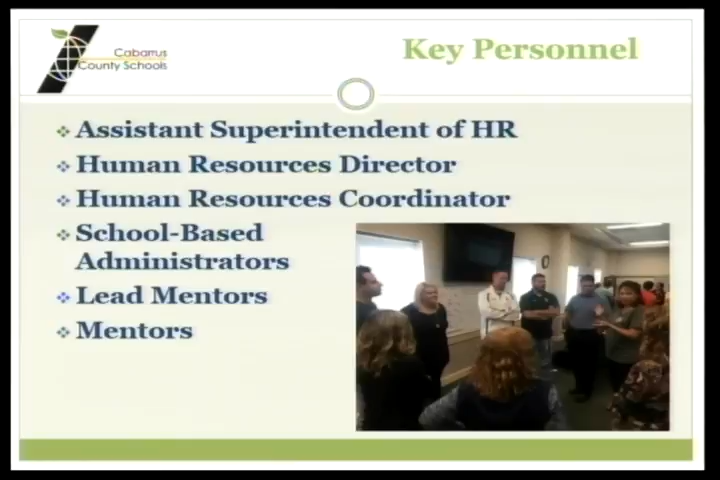 Cabarrus
County Schools
Key Personnel
Assistant Superintendent of HR
Human Resources Director
Human Resources Coordinator
School-Based
Administrators
Lead Mentors
Mentors